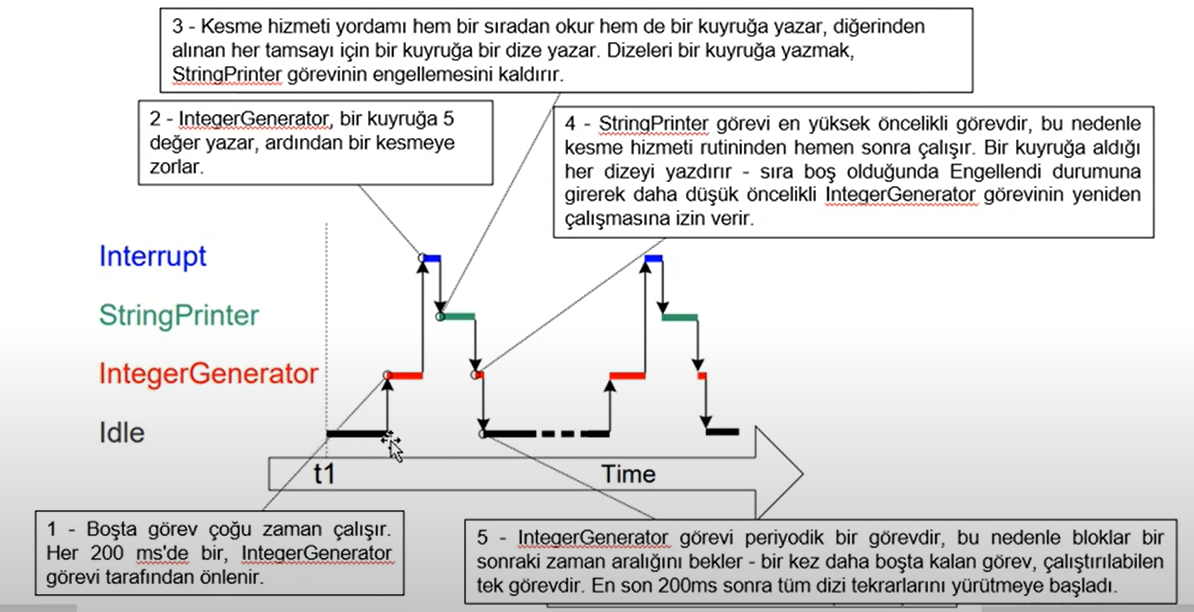 3 - Kesme hizmeti yordamı hem bir sıradan okur hem de bir kuyruğa yazar, diğerinden
alınan her tamsayı için bir kuyruğa bir dize yazar. Dizeleri bir kuyruğa yazmak,
StringPrinter görevinin engellemesini kaldırır.
2 - IntegerGenerator, bir kuyruğa 5
değer yazar, ardından bir kesmeye
zorlar.
4 - StringPrinter görevi en yüksek öncelikli görevdir, bu nedenle
kesme hizmeti rutininden hemen sonra çalışır. Bir kuyruğa aldığı
her dizeyi yazdırır - sıra boş olduğunda Engellendi durumuna
girerek daha düşük öncelikli IntegerGenerator görevinin yeniden
çalışmasına izin verir.
Interrupt
StringPrinter
IntegerGenerator
Idle
t1
Time
1 - Boşta görev çoğu zaman çalışır.
Her 200 ms'de bir, IntegerGenerator
görevi tarafından önlenir.
5 - IntegerGenerator görevi periyodik bir görevdir, bu nedenle bloklar bir
sonraki zaman aralığını bekler - bir kez daha boşta kalan görev, çalıştırılabilen
tek görevdir. En son 200ms sonra tüm dizi tekrarlarını yürütmeye başladı.